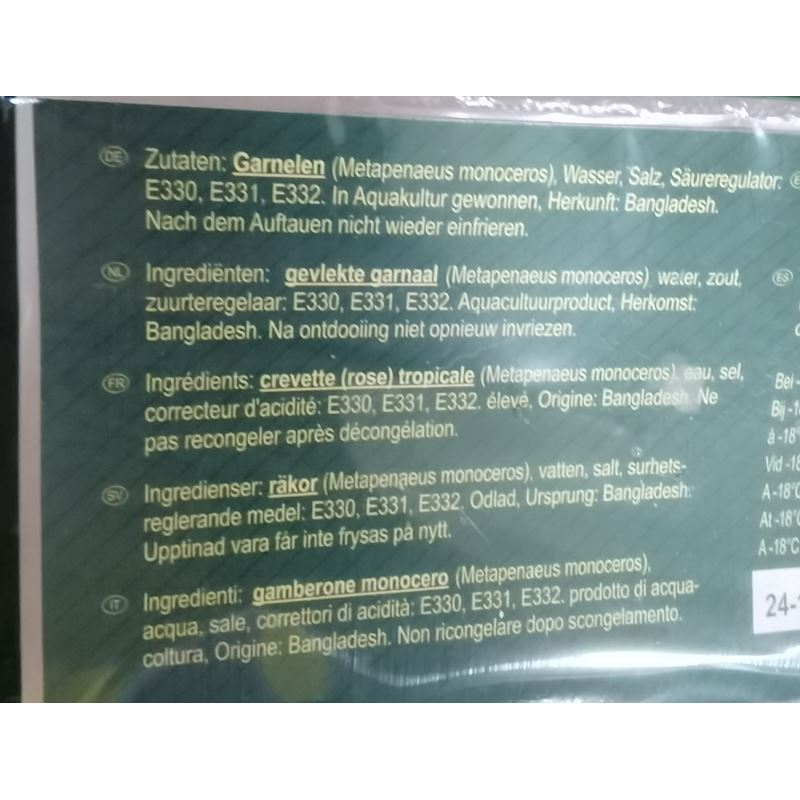 DE Zutaten: Garnelen (Metapenaeus monoceros), Wasser, Salz, Säureregulator:
E330, E331, E332. In Aquakultur gewonnen, Herkunft: Bangladesh.
Nach dem Auftauen nicht wieder einfrieren.
NL Ingrediënten: gevlekte garnaal (Metapenaeus monoceros) water, zout,
zuurteregelaar: E330, E331, E332. Aquacultuurproduct, Herkomst:
Bangladesh. Na ontdooiing niet opnieuw invriezen.
FR Ingrédients: crevette (rose) tropicale (Metapenaeus monoceros), eau, sel,
correcteur d'acidité: E330, E331, E332. élevé, Origine: Bangladesh. Ne
pas recongeler après décongélation.
SV Ingredienser: räkor (Metapenaeus monoceros), vatten, salt, surhets-
reglerande medel: E330, E331, E332. Odlad, Ursprung: Bangladesh.
Upptinad vara får inte frysas på nytt.
IT Ingredienti: gamberone monocero (Metapenaeus monoceros),
acqua, sale, correttori di acidità: E330, E331, E332. prodotto di acqua-
coltura, Origine: Bangladesh. Non ricongelare dopo scongelamento.
ES
Bei
Bij
à -18°
Vid -18
A -18°C
At -18°C
A -18°C
24-